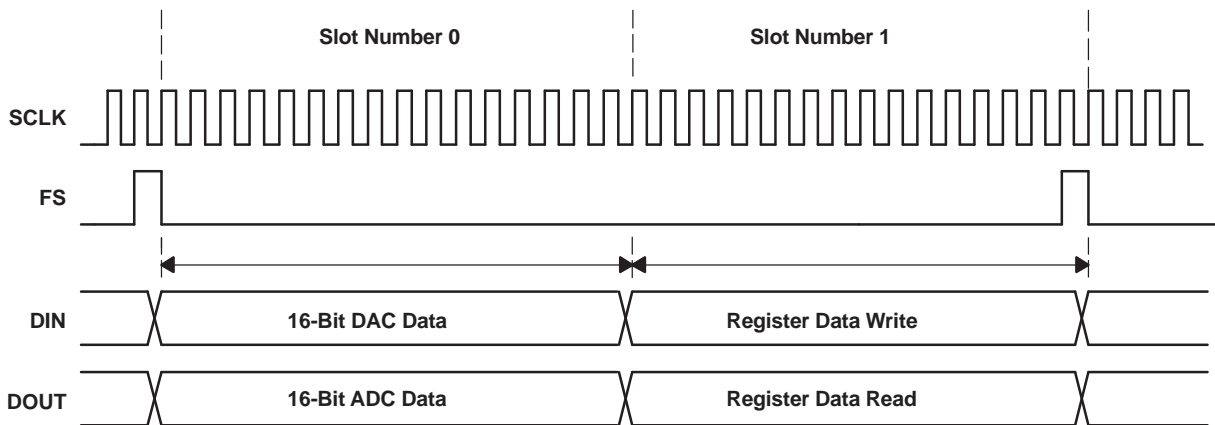 Slot Number 0 Slot Number 1
SCLK
FS
DIN 16-Bit DAC Data Register Data Write
DOUT 16-Bit ADC Data Register Data Read